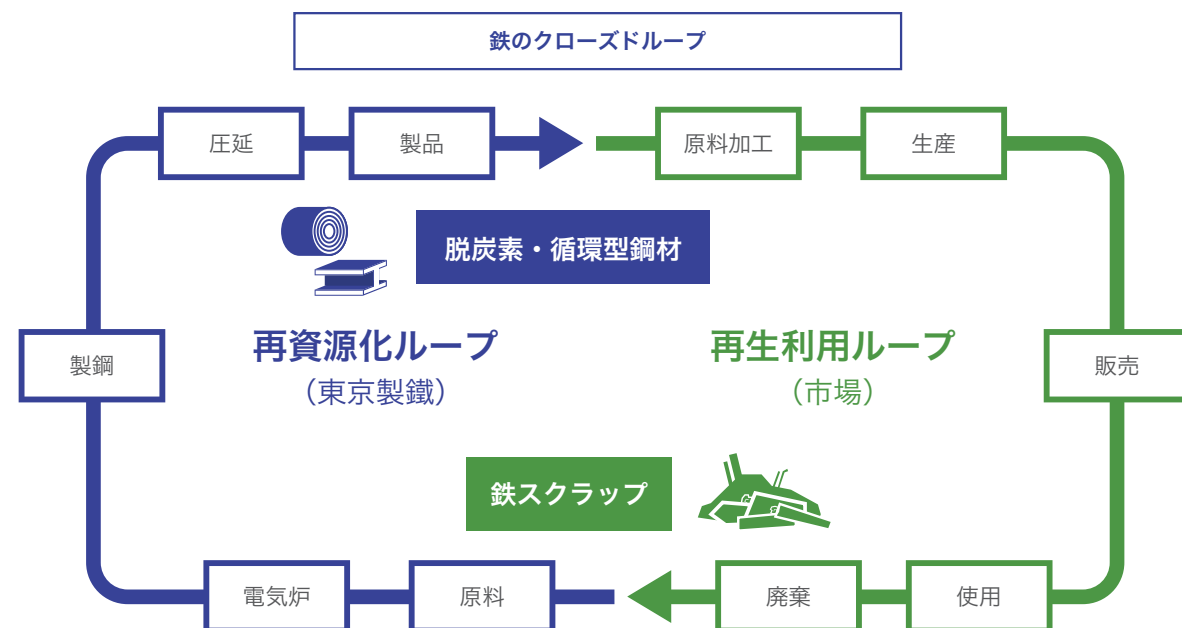 鉄のクローズドループ
圧延
製品
原料加工
生産
脱炭素・循環型鋼材
再資源化ループ
（東京製鐵）
再生利用ループ
（市場）
製鋼
販売
鉄スクラップ
電気炉
原料
廃棄
使用